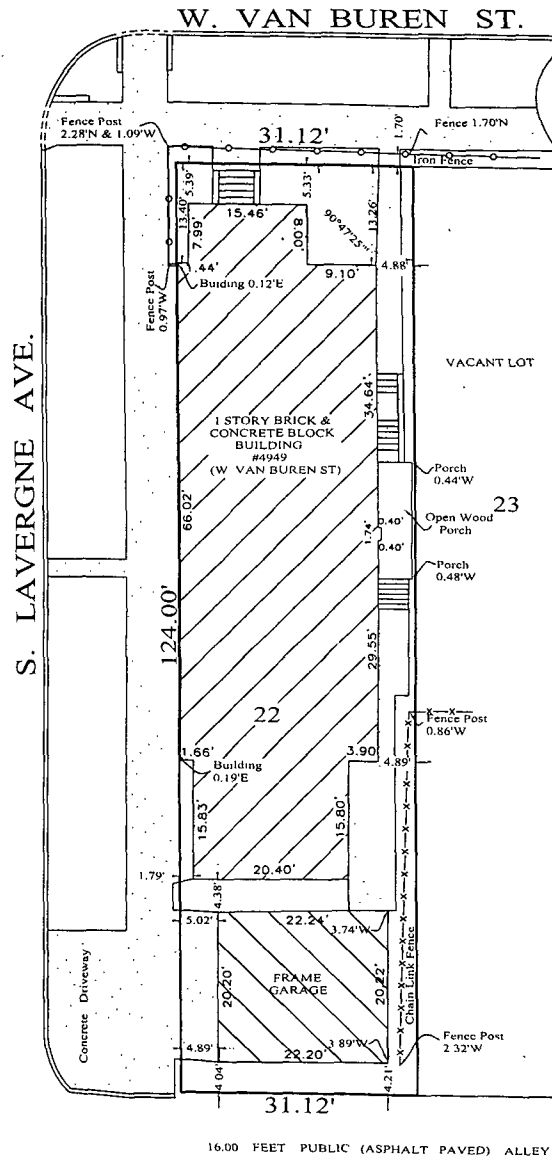 W. VAN BUREN ST.
Fence Post
2.28'N & 1.09'W
31.12'
1.70'
Fence 1.70'N
Iron Fence
5.39'
13.40'
7.99'
15.46'
5.33'
8.00'
13.26'
90°47'25"
.44'
9.10'
4.88'
Buiding 0.12'E
Fence Post
0.97'W
VACANT LOT
S. LAVERGNE AVE.
1 STORY BRICK &
CONCRETE BLOCK
BUILDING
#4949
(W. VAN BUREN ST)
34.64'
Porch
0.44'W
23
66.02'
1.74'
0.40'
0.40'
Open Wood
Porch
Porch
0.48'W
124.00'
29.55'
22
Fence Post
0.86'W
1.66'
3.90'
4.89'
Building
0.19'E
15.83'
15.80'
20.40'
1.79'
4.38'
5.02'
22.24'
3.74'W
Chain Link Fence
Concrete Driveway
20.20'
FRAME
GARAGE
20.22'
4.89'
3.89'W
22.20'
Fence Post
2.32'W
4.04'
4.21'
31.12'
16.00 FEET PUBLIC (ASPHALT PAVED) ALLEY